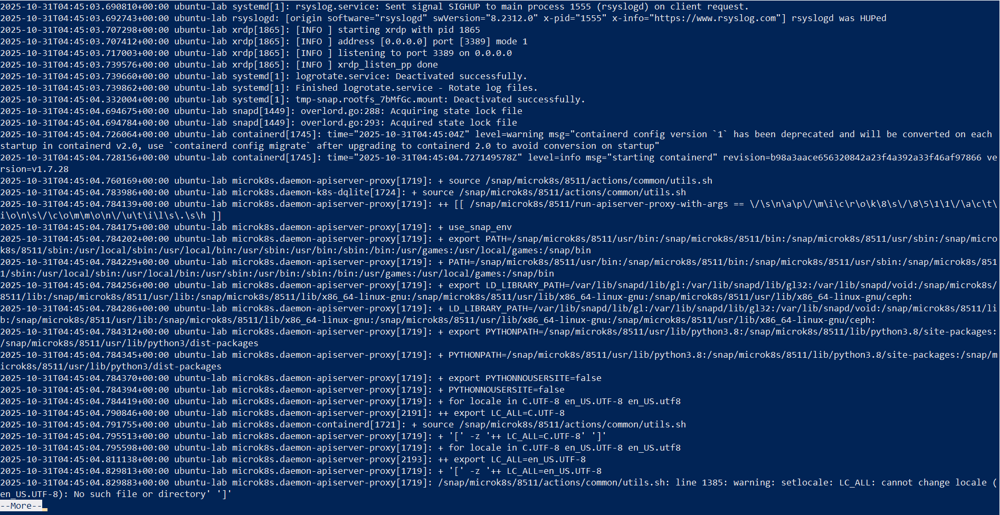 2025-10-31T04:45:03.690810+00:00 ubuntu-lab systemd[1]: rsyslog.service: Sent signal SIGHUP to main process 1555 (rsyslogd) on client request.
2025-10-31T04:45:03.692743+00:00 ubuntu-lab rsyslogd: [origin software="rsyslogd" swVersion="8.2312.0" x-pid="1555" x-info="https://www.rsyslog.com"] rsyslogd was HUPed
2025-10-31T04:45:03.707298+00:00 ubuntu-lab xrdp[1865]: [INFO ] starting xrdp with pid 1865
2025-10-31T04:45:03.707412+00:00 ubuntu-lab xrdp[1865]: [INFO ] address [0.0.0.0] port [3389] mode 1
2025-10-31T04:45:03.717003+00:00 ubuntu-lab xrdp[1865]: [INFO ] listening to port 3389 on 0.0.0.0
2025-10-31T04:45:03.739576+00:00 ubuntu-lab xrdp[1865]: [INFO ] xrdp_listen_pp done
2025-10-31T04:45:03.739660+00:00 ubuntu-lab systemd[1]: logrotate.service: Deactivated successfully.
2025-10-31T04:45:03.739862+00:00 ubuntu-lab systemd[1]: Finished logrotate.service - Rotate log files.
2025-10-31T04:45:04.332004+00:00 ubuntu-lab systemd[1]: tmp-snap.rootfs_7bMfGc.mount: Deactivated successfully.
2025-10-31T04:45:04.694675+00:00 ubuntu-lab snapd[1449]: overlord.go:288: Acquiring state lock file
2025-10-31T04:45:04.694784+00:00 ubuntu-lab snapd[1449]: overlord.go:293: Acquired state lock file
2025-10-31T04:45:04.726064+00:00 ubuntu-lab containerd[1745]: time="2025-10-31T04:45:04Z" level=warning msg="containerd config version `1` has been deprecated and will be converted on each
startup in containerd v2.0, use `containerd config migrate` after upgrading to containerd 2.0 to avoid conversion on startup"
2025-10-31T04:45:04.728156+00:00 ubuntu-lab containerd[1745]: time="2025-10-31T04:45:04.727149578Z" level=info msg="starting containerd" revision=b98a3aace656320842a23f4a392a33f46af97866 ve
rsion=v1.7.28
2025-10-31T04:45:04.760169+00:00 ubuntu-lab microk8s.daemon-apiserver-proxy[1719]: + source /snap/microk8s/8511/actions/common/utils.sh
2025-10-31T04:45:04.783986+00:00 ubuntu-lab microk8s.daemon-k8s-dqlite[1724]: + source /snap/microk8s/8511/actions/common/utils.sh
2025-10-31T04:45:04.784139+00:00 ubuntu-lab microk8s.daemon-apiserver-proxy[1719]: ++ [[ /snap/microk8s/8511/run-apiserver-proxy-with-args == \/\s\n\a\p\/\m\i\c\r\o\k\8\s\/\8\5\1\1\/\a\c\t\
i\o\n\s\/\c\o\m\m\o\n\/\u\t\i\l\s\.\s\h ]]
2025-10-31T04:45:04.784175+00:00 ubuntu-lab microk8s.daemon-apiserver-proxy[1719]: + use_snap_env
2025-10-31T04:45:04.784202+00:00 ubuntu-lab microk8s.daemon-apiserver-proxy[1719]: + export PATH=/snap/microk8s/8511/usr/bin:/snap/microk8s/8511/bin:/snap/microk8s/8511/usr/sbin:/snap/micro
k8s/8511/sbin:/usr/local/sbin:/usr/local/bin:/usr/sbin:/usr/bin:/sbin:/bin:/usr/games:/usr/local/games:/snap/bin
2025-10-31T04:45:04.784229+00:00 ubuntu-lab microk8s.daemon-apiserver-proxy[1719]: + PATH=/snap/microk8s/8511/usr/bin:/snap/microk8s/8511/bin:/snap/microk8s/8511/usr/sbin:/snap/microk8s/851
1/sbin:/usr/local/sbin:/usr/local/bin:/usr/sbin:/usr/bin:/sbin:/bin:/usr/games:/usr/local/games:/snap/bin
2025-10-31T04:45:04.784256+00:00 ubuntu-lab microk8s.daemon-apiserver-proxy[1719]: + export LD_LIBRARY_PATH=/var/lib/snapd/lib/gl:/var/lib/snapd/lib/gl32:/var/lib/snapd/void:/snap/microk8s/
8511/lib:/snap/microk8s/8511/usr/lib:/snap/microk8s/8511/lib/x86_64-linux-gnu:/snap/microk8s/8511/usr/lib/x86_64-linux-gnu:/snap/microk8s/8511/usr/lib/x86_64-linux-gnu/ceph:
2025-10-31T04:45:04.784286+00:00 ubuntu-lab microk8s.daemon-apiserver-proxy[1719]: + LD_LIBRARY_PATH=/var/lib/snapd/lib/gl:/var/lib/snapd/lib/gl32:/var/lib/snapd/void:/snap/microk8s/8511/li
b:/snap/microk8s/8511/usr/lib:/snap/microk8s/8511/lib/x86_64-linux-gnu:/snap/microk8s/8511/usr/lib/x86_64-linux-gnu:/snap/microk8s/8511/usr/lib/x86_64-linux-gnu/ceph:
2025-10-31T04:45:04.784312+00:00 ubuntu-lab microk8s.daemon-apiserver-proxy[1719]: + export PYTHONPATH=/snap/microk8s/8511/usr/lib/python3.8:/snap/microk8s/8511/lib/python3.8/site-packages:
/snap/microk8s/8511/usr/lib/python3/dist-packages
2025-10-31T04:45:04.784345+00:00 ubuntu-lab microk8s.daemon-apiserver-proxy[1719]: + PYTHONPATH=/snap/microk8s/8511/usr/lib/python3.8:/snap/microk8s/8511/lib/python3.8/site-packages:/snap/m
icrok8s/8511/usr/lib/python3/dist-packages
2025-10-31T04:45:04.784370+00:00 ubuntu-lab microk8s.daemon-apiserver-proxy[1719]: + export PYTHONNOUSERSITE=false
2025-10-31T04:45:04.784394+00:00 ubuntu-lab microk8s.daemon-apiserver-proxy[1719]: + PYTHONNOUSERSITE=false
2025-10-31T04:45:04.784419+00:00 ubuntu-lab microk8s.daemon-apiserver-proxy[1719]: + for locale in C.UTF-8 en_US.UTF-8 en_US.utf8
2025-10-31T04:45:04.790846+00:00 ubuntu-lab microk8s.daemon-apiserver-proxy[2191]: ++ export LC_ALL=C.UTF-8
2025-10-31T04:45:04.791755+00:00 ubuntu-lab microk8s.daemon-containerd[1721]: + source /snap/microk8s/8511/actions/common/utils.sh
2025-10-31T04:45:04.795513+00:00 ubuntu-lab microk8s.daemon-apiserver-proxy[1719]: + '[' -z '++ LC_ALL=C.UTF-8' ']'
2025-10-31T04:45:04.795598+00:00 ubuntu-lab microk8s.daemon-apiserver-proxy[1719]: + for locale in C.UTF-8 en_US.UTF-8 en_US.utf8
2025-10-31T04:45:04.811138+00:00 ubuntu-lab microk8s.daemon-apiserver-proxy[2193]: ++ export LC_ALL=en_US.UTF-8
2025-10-31T04:45:04.829813+00:00 ubuntu-lab microk8s.daemon-apiserver-proxy[1719]: + '[' -z '++ LC_ALL=en_US.UTF-8
2025-10-31T04:45:04.829883+00:00 ubuntu-lab microk8s.daemon-apiserver-proxy[1719]: /snap/microk8s/8511/actions/common/utils.sh: line 1385: warning: setlocale: LC_ALL: cannot change locale (
en_US.UTF-8): No such file or directory' ']'
--More--